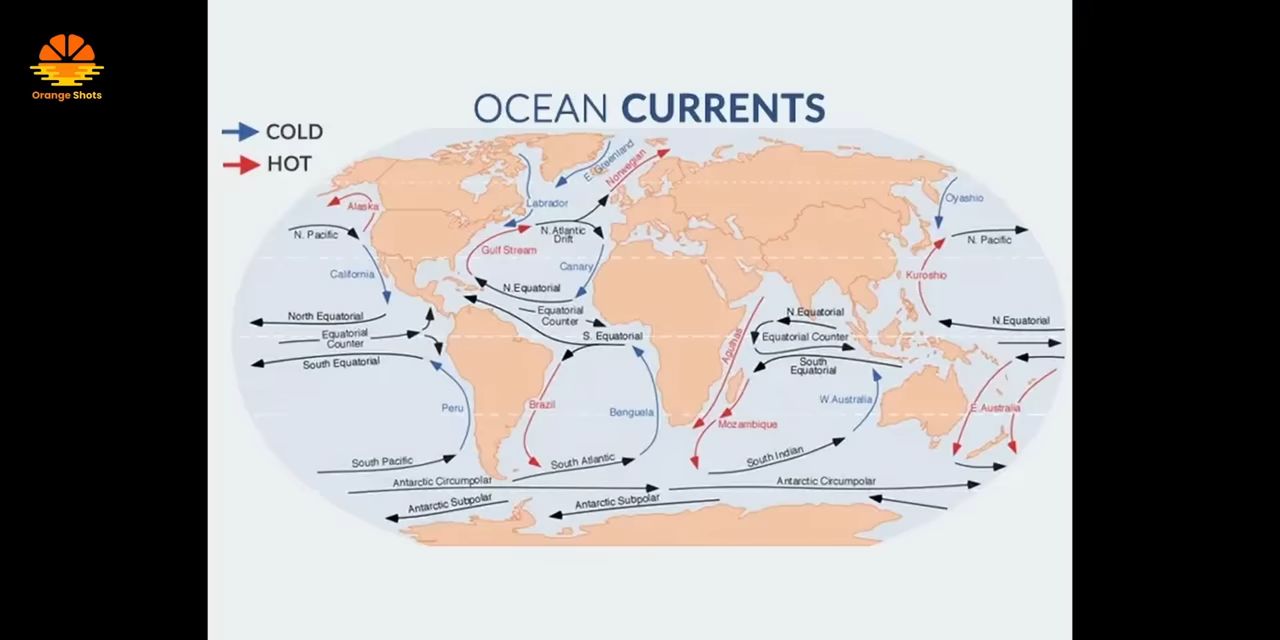 Orange Shots
OCEAN CURRENTS
COLD
HOT
E. Greenland
Norwegian
Labrador
Alaska
Oyashio
N. Pacific
N. Atlantic
Drift
N. Pacific
Gulf Stream
California
Canary
Kuroshio
N.Equatorial
North Equatorial
Equatorial
Counter
N.Equatorial
N.Equatorial
Equatorial
Counter
S. Equatorial
Equatorial Counter
Agulhas
South Equatorial
South
Equatorial
Peru
Brazil
Benguela
W.Australia
E.Australia
Mozambique
South Pacific
South Atlantic
South Indian
Antarctic Circumpolar
Antarctic Circumpolar
Antarctic Subpolar
Antarctic Subpolar